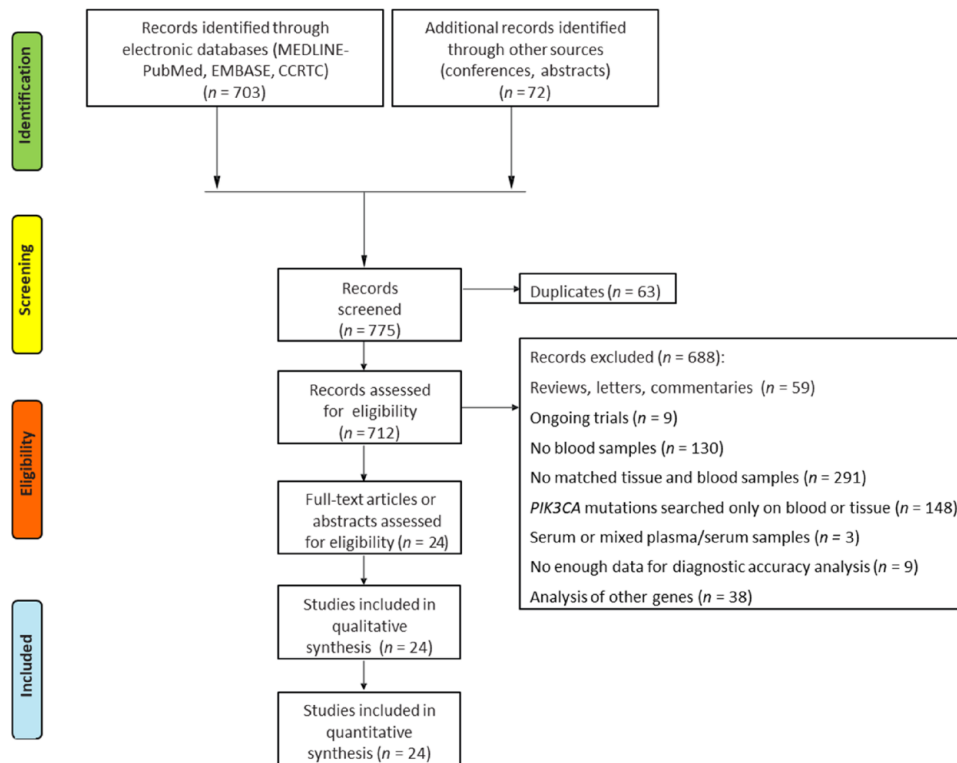 Identification
Records identified through
electronic databases (MEDLINE-
PubMed, EMBASE, CCRTC)
(n = 703)
Additional records identified
through other sources
(conferences, abstracts)
(n = 72)
Screening
Records
screened
(n = 775)
Duplicates (n = 63)
Eligibility
Records assessed
for eligibility
(n = 712)
Records excluded (n = 688):
Reviews, letters, commentaries (n = 59)
Ongoing trials (n = 9)
No blood samples (n = 130)
No matched tissue and blood samples (n = 291)
PIK3CA mutations searched only on blood or tissue (n = 148)
Serum or mixed plasma/serum samples (n = 3)
No enough data for diagnostic accuracy analysis (n = 9)
Analysis of other genes (n = 38)
Full-text articles or
abstracts assessed
for eligibility (n = 24)
Included
Studies included in
qualitative
synthesis (n = 24)
Studies included in
quantitative
synthesis (n = 24)